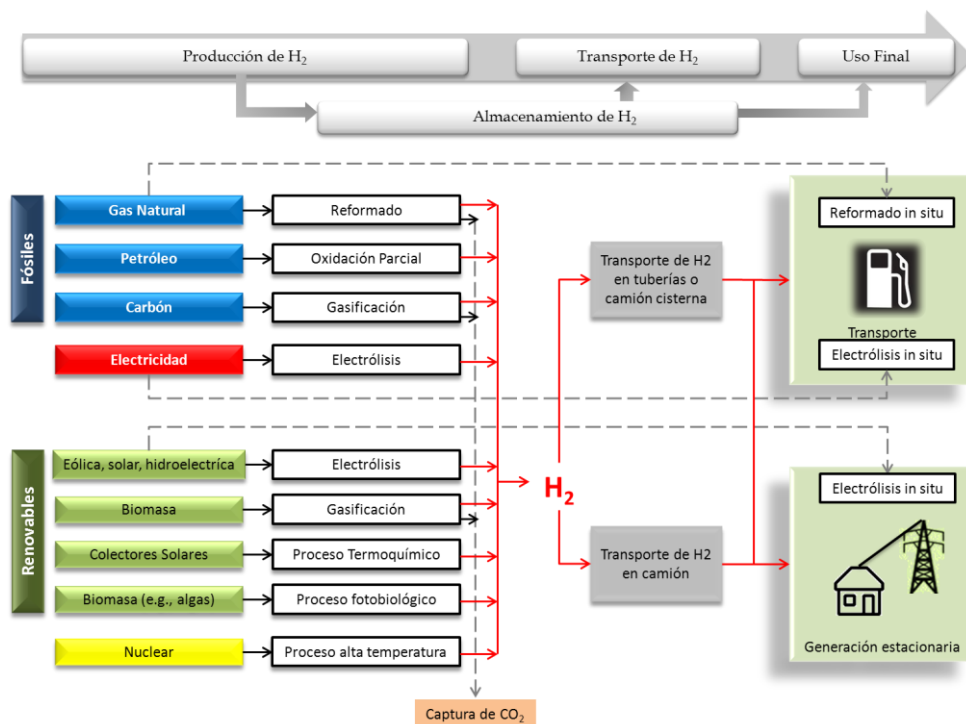 Producción de H₂
Transporte de H₂
Uso Final
Almacenamiento de H₂
Fósiles
Gas Natural
Reformado
Petróleo
Oxidación Parcial
Carbón
Gasificación
Electricidad
Electrólisis
Renovables
Eólica, solar, hidroelectríca
Electrólisis
Biomasa
Gasificación
Colectores Solares
Proceso Termoquímico
Biomasa (e.g., algas)
Proceso fotobiológico
Nuclear
Proceso alta temperatura
Captura de CO₂
H₂
Transporte de H2
en tuberías o
camión cisterna
Transporte de H2
en camión
Reformado in situ
Transporte
Electrólisis in situ
Electrólisis in situ
Generación estacionaria